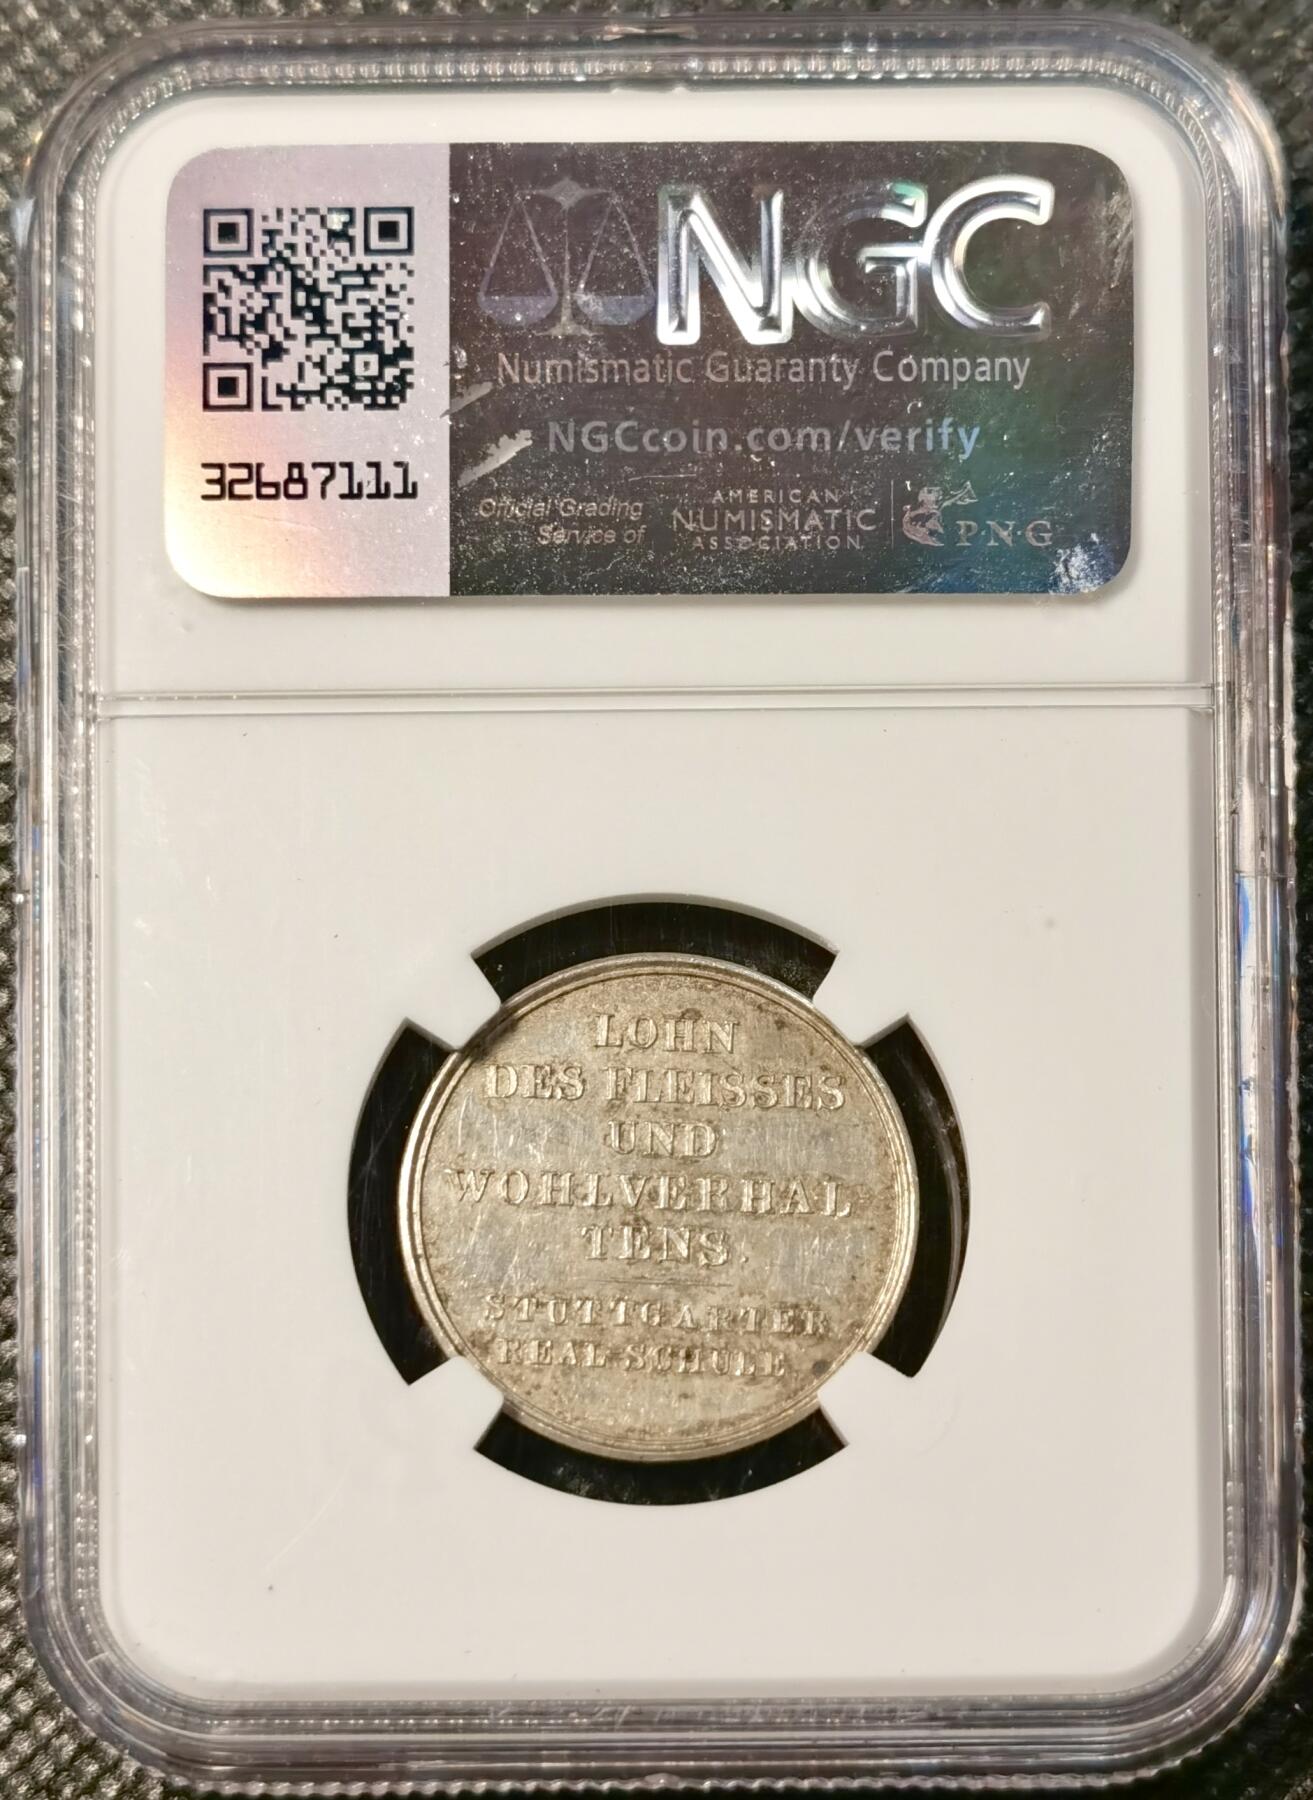 NGC
Numismatic Guaranty Company
NGCcoin.com/verify
32687111
Official Grading
Service of
AMERICAN
NUMISMATIC
ASSOCIATION
PNG
LOHN
DES FLEISSES
UND
WOHLVERHAL
TENS.
STUTTGARTER
REAL-SCHULE